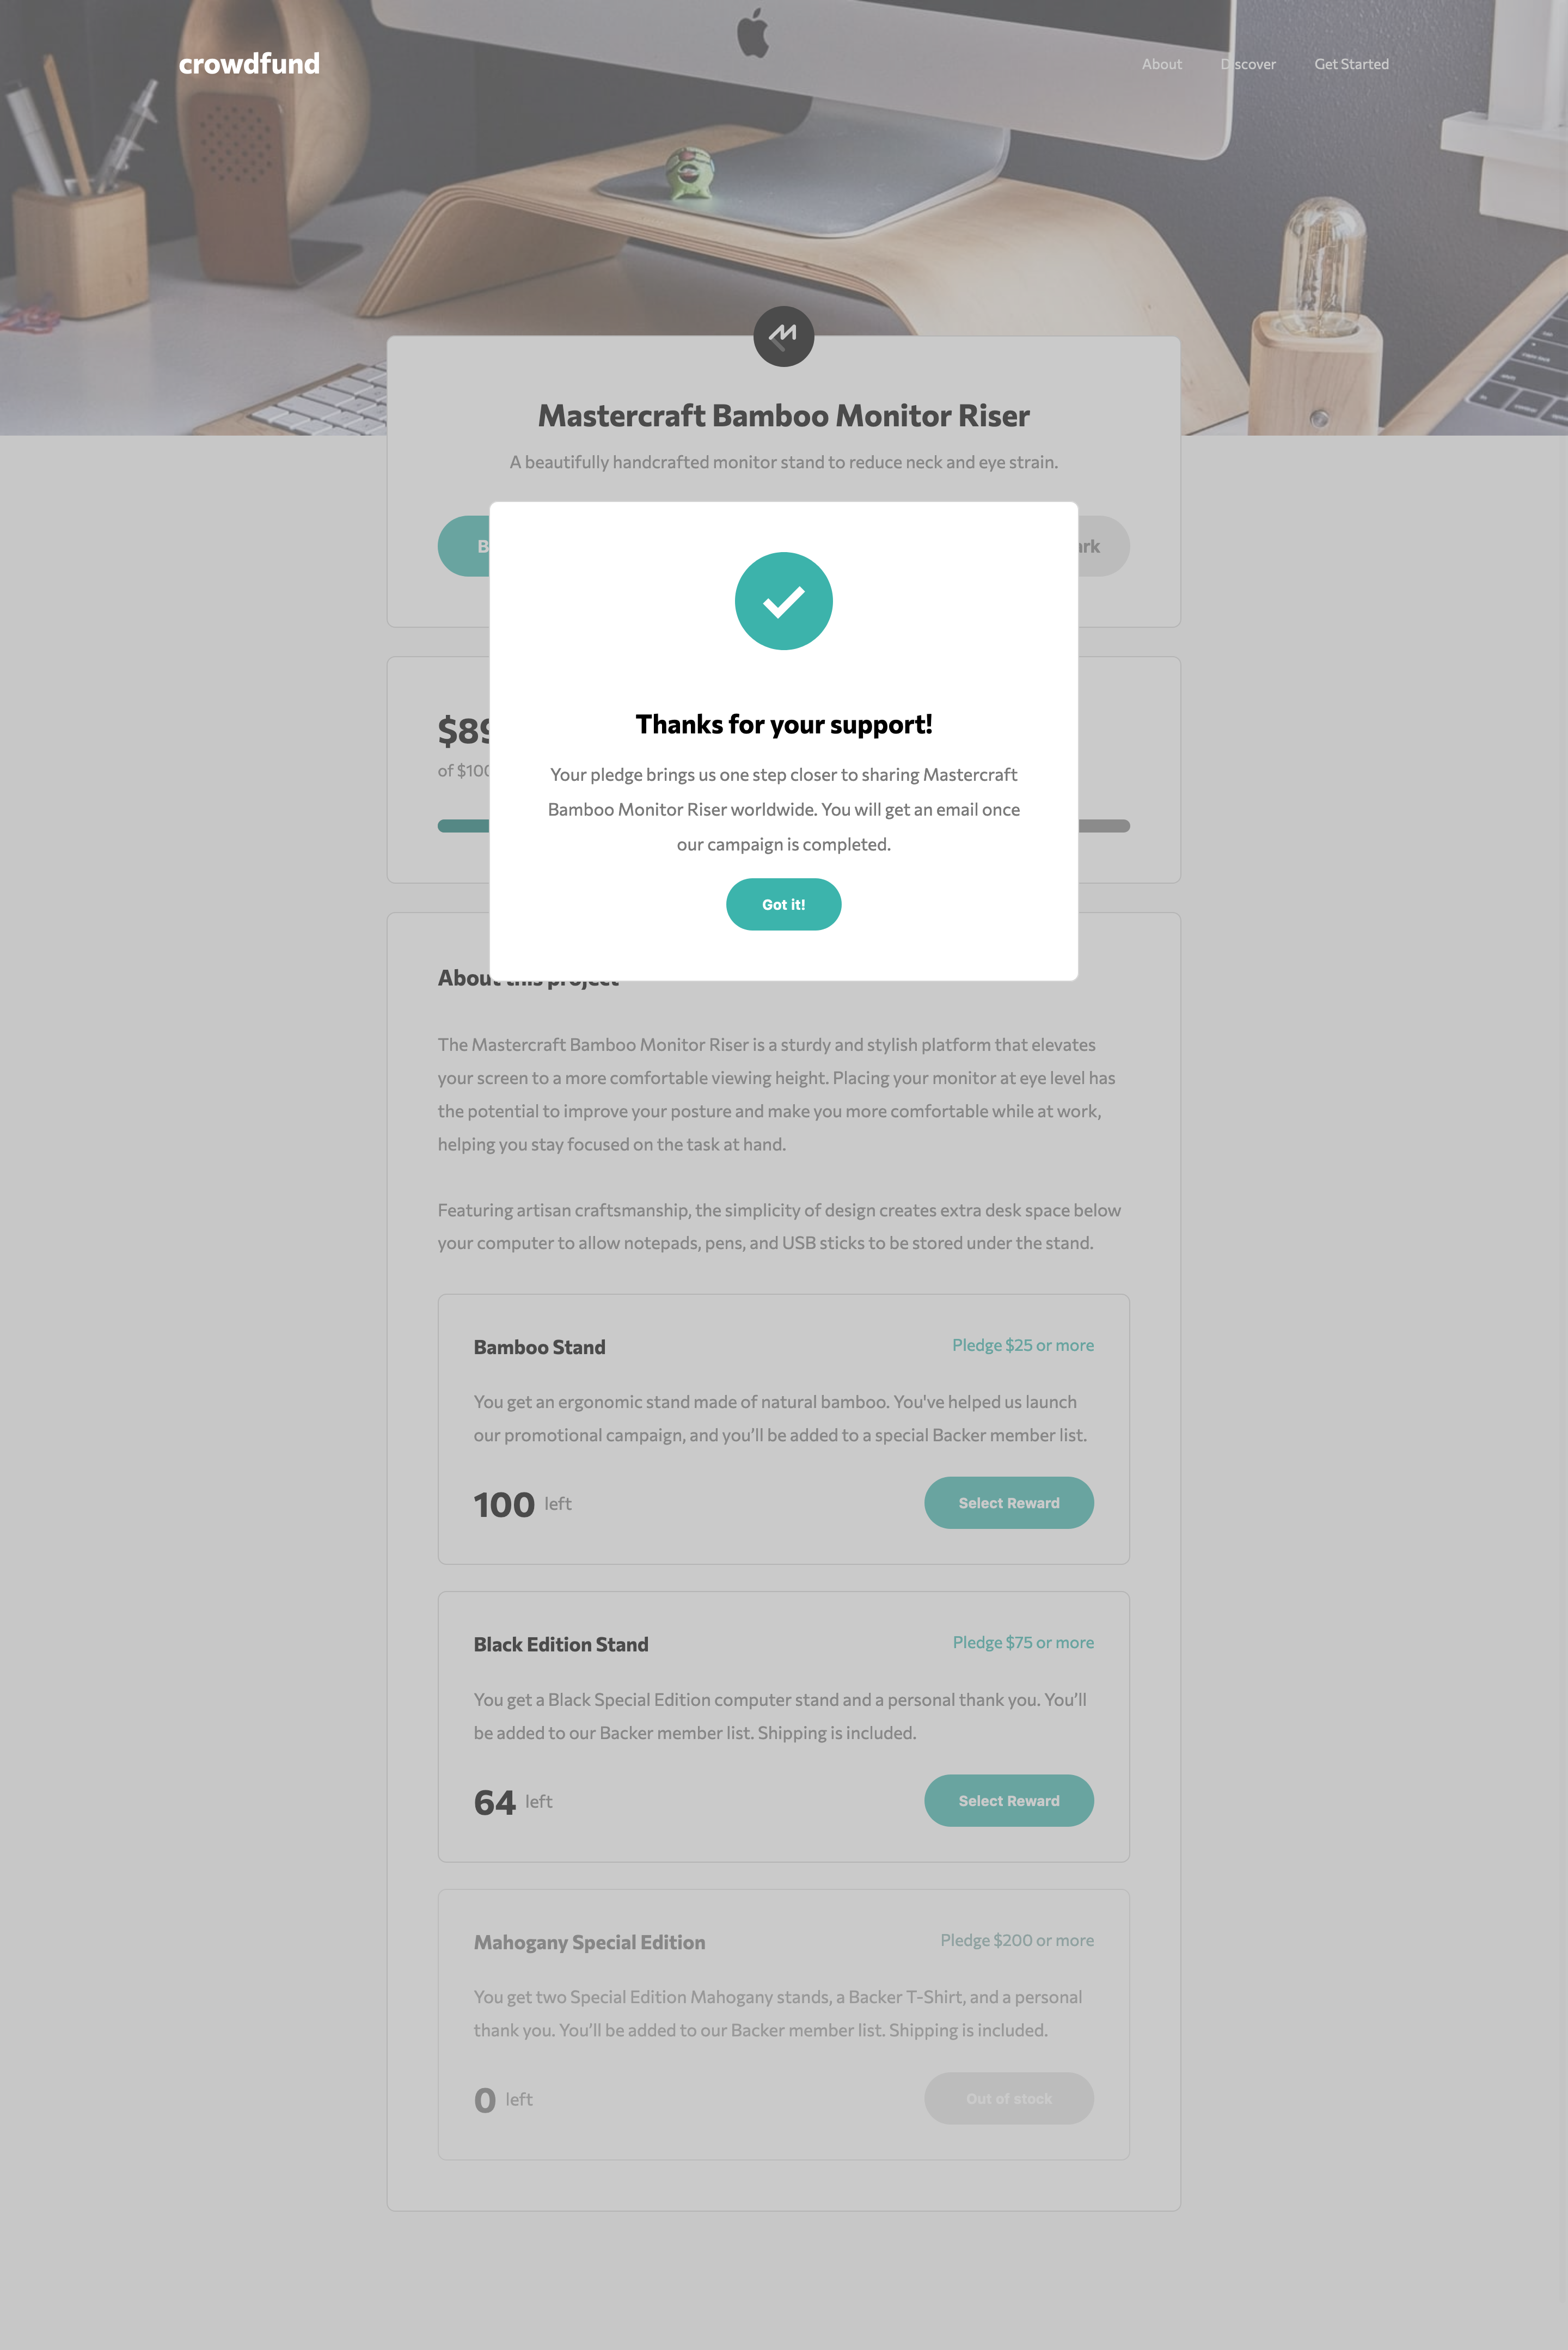 crowdfund
About
Discover
Get Started
Mastercraft Bamboo Monitor Riser
A beautifully handcrafted monitor stand to reduce neck and eye strain.
Thanks for your support!
Your pledge brings us one step closer to sharing Mastercraft
Bamboo Monitor Riser worldwide. You will get an email once
our campaign is completed.
Got it!
About this project
The Mastercraft Bamboo Monitor Riser is a sturdy and stylish platform that elevates
your screen to a more comfortable viewing height. Placing your monitor at eye level has
the potential to improve your posture and make you more comfortable while at work,
helping you stay focused on the task at hand.
Featuring artisan craftsmanship, the simplicity of design creates extra desk space below
your computer to allow notepads, pens, and USB sticks to be stored under the stand.
Bamboo Stand
Pledge $25 or more
You get an ergonomic stand made of natural bamboo. You've helped us launch
our promotional campaign, and you’ll be added to a special Backer member list.
100 left
Select Reward
Black Edition Stand
Pledge $75 or more
You get a Black Special Edition computer stand and a personal thank you. You’ll
be added to our Backer member list. Shipping is included.
64 left
Select Reward
Mahogany Special Edition
Pledge $200 or more
You get two Special Edition Mahogany stands, a Backer T-Shirt, and a personal
thank you. You’ll be added to our Backer member list. Shipping is included.
0 left
Out of stock